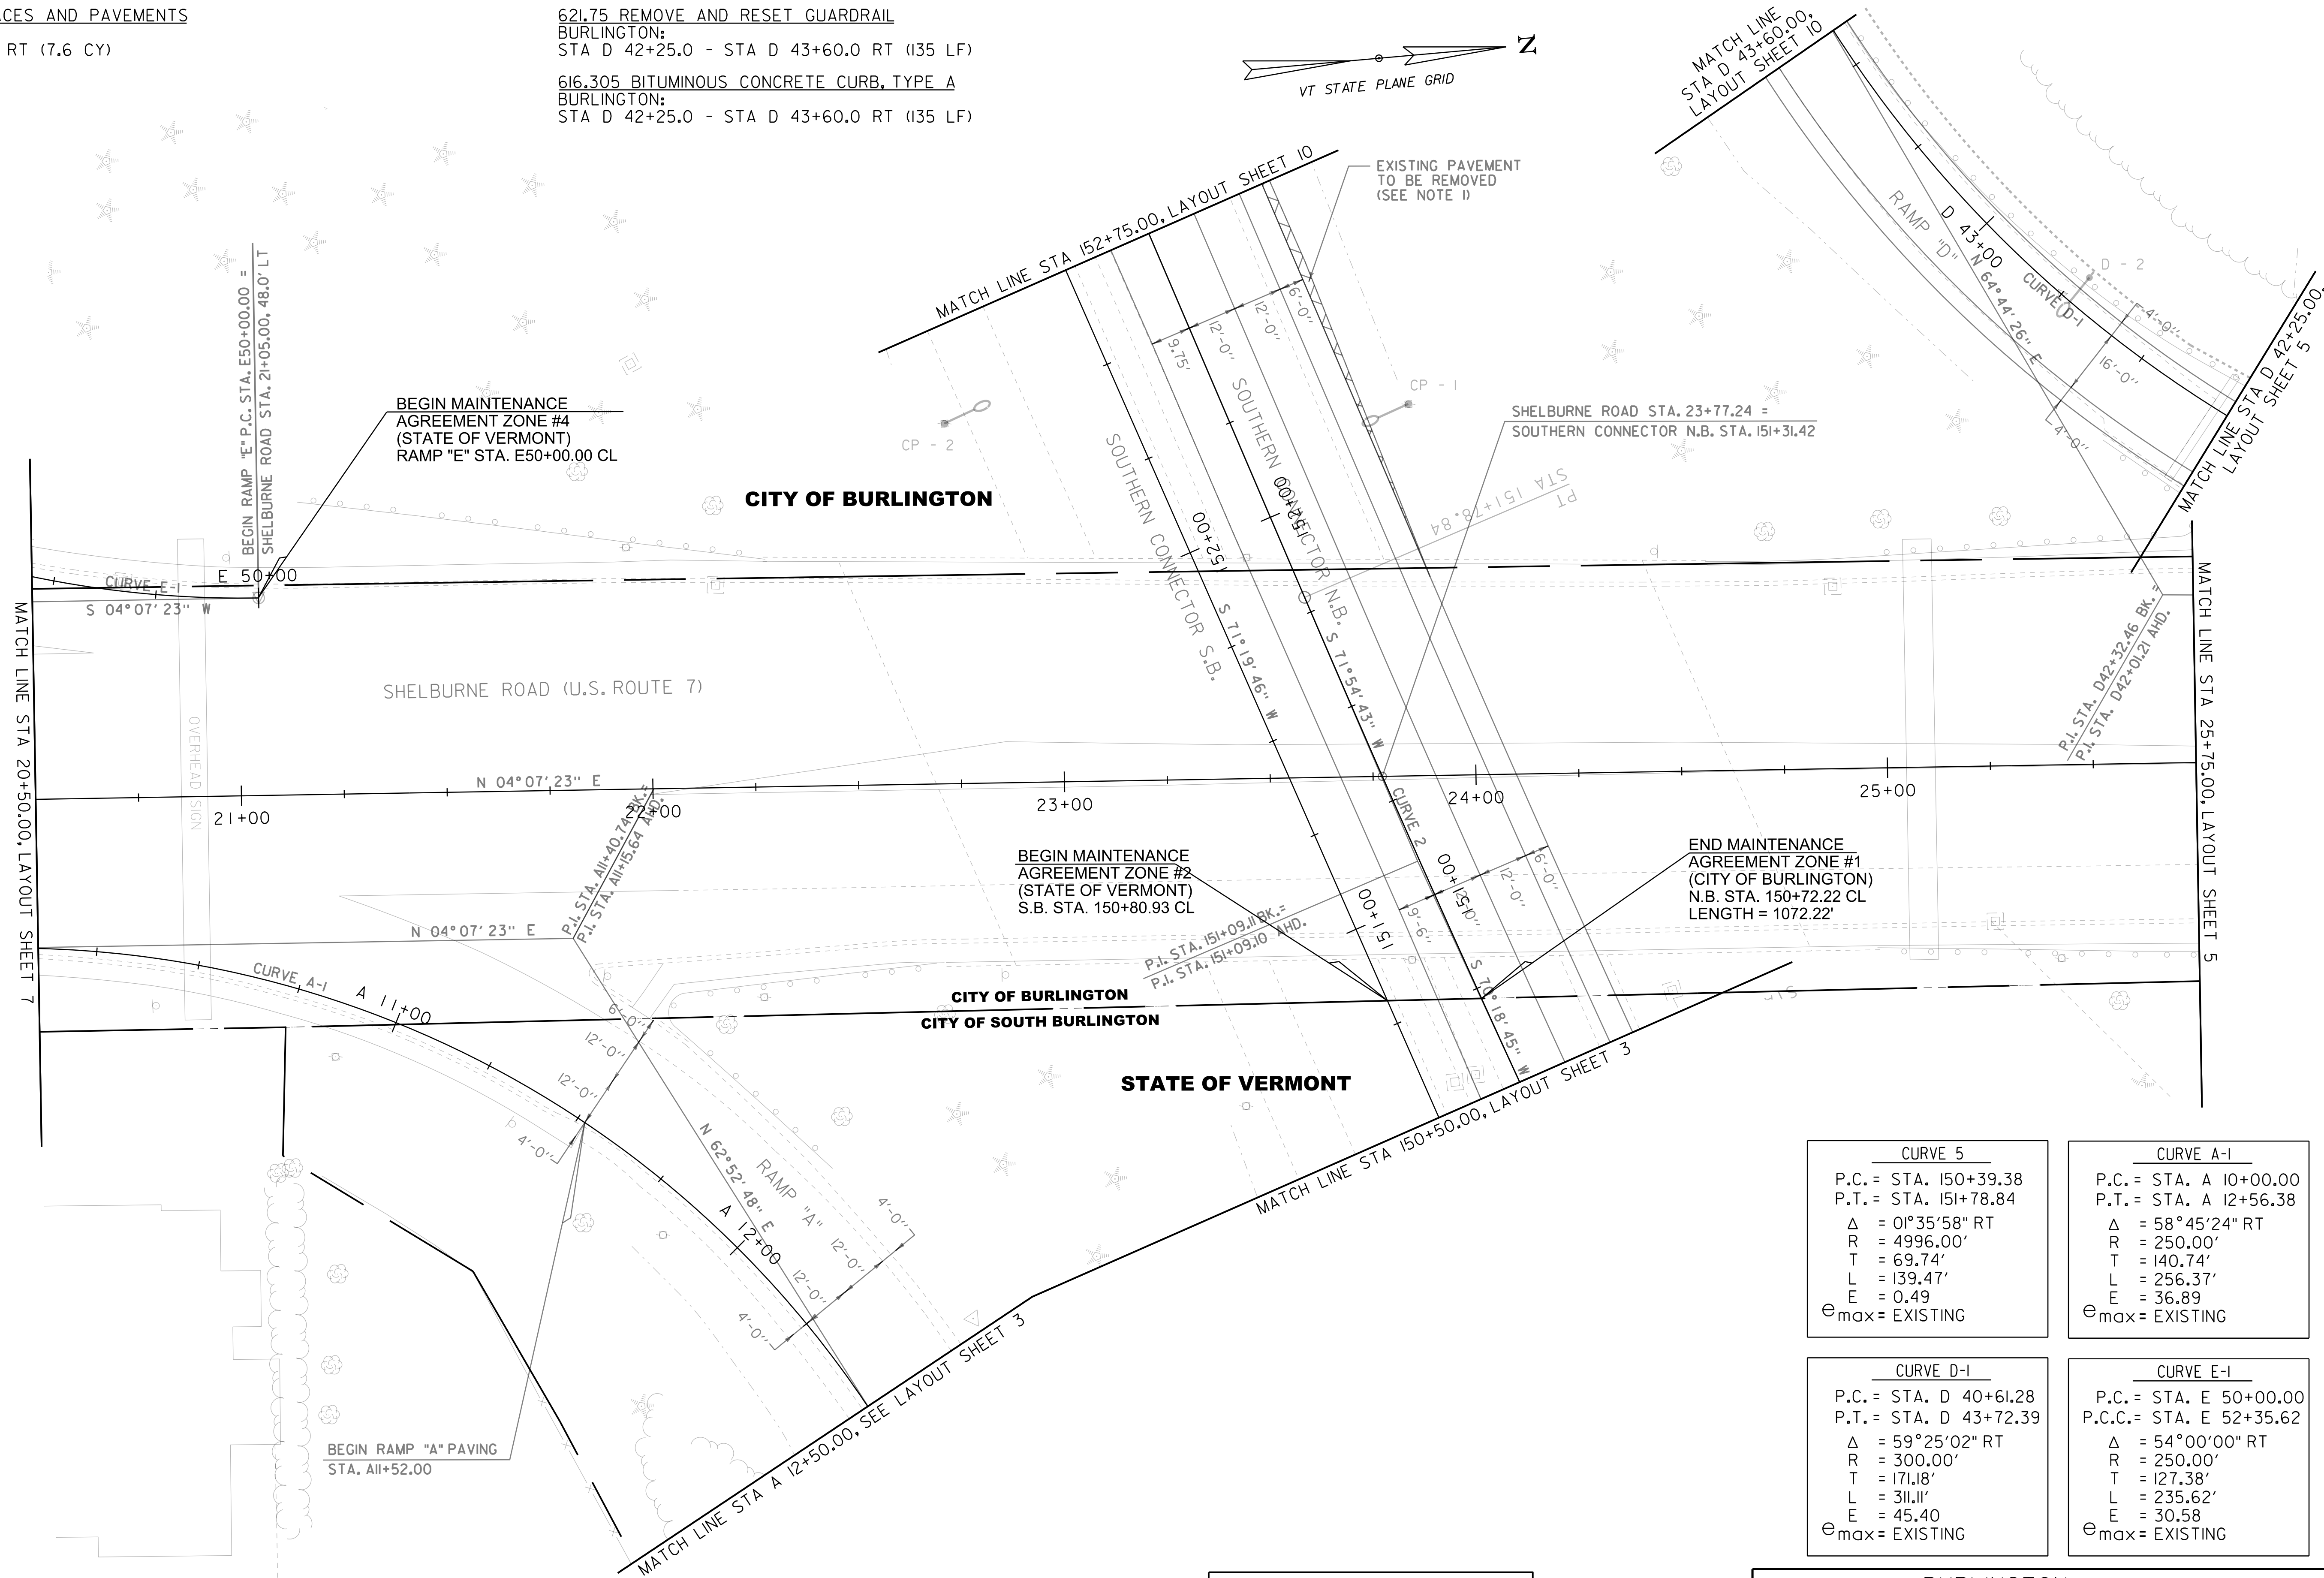 CES AND PAVEMENTS
RT (7.6 CY)
621.75 REMOVE AND RESET GUARDRAIL
BURLINGTON:
STA D 42+25.0 - STA D 43+60.0 RT (135 LF)
616.305 BITUMINOUS CONCRETE CURB, TYPE A
BURLINGTON:
STA D 42+25.0 - STA D 43+60.0 RT (135 LF)
N
VT STATE PLANE GRID
MATCH LINE
STA D 43+60.00,
LAYOUT SHEET 10
RAMP "D"
D 43+00
N 64°44'26" E
CURVE D-1
D - 2
4'-0"
16'-0"
4'-0"
MATCH LINE STA D 42+25.00,
LAYOUT SHEET 5
MATCH LINE STA 152+75.00, LAYOUT SHEET 10
EXISTING PAVEMENT
TO BE REMOVED
(SEE NOTE 1)
9.75'
12'-0"
12'-0"
6'-0"
CP - 1
CP - 2
BEGIN RAMP "E" P.C. STA. E50+00.00 =
SHELBURNE ROAD STA. 21+05.00, 48.0' LT
BEGIN MAINTENANCE
AGREEMENT ZONE #4
(STATE OF VERMONT)
RAMP "E" STA. E50+00.00 CL
CITY OF BURLINGTON
SHELBURNE ROAD STA. 23+77.24 =
SOUTHERN CONNECTOR N.B. STA. 151+31.42
PT
STA 151+78.84
SOUTHERN CONNECTOR S.B.
SOUTHERN CONNECTOR N.B.
152+00
152+00
S 71°19'46" W
S 71°54'43" W
CURVE E-1
E 50+00
S 04°07'23" W
MATCH LINE STA 20+50.00, LAYOUT SHEET 7
OVERHEAD SIGN
SHELBURNE ROAD (U.S. ROUTE 7)
P.I. STA. D42+32.46 BK. =
P.I. STA. D42+01.21 AHD.
MATCH LINE STA 25+75.00, LAYOUT SHEET 5
N 04°07'23" E
21+00
22+00
23+00
24+00
25+00
P.I. STA. A11+40.74 BK. =
P.I. STA. A11+15.64 AHD.
CURVE 2
BEGIN MAINTENANCE
AGREEMENT ZONE #2
(STATE OF VERMONT)
S.B. STA. 150+80.93 CL
END MAINTENANCE
AGREEMENT ZONE #1
(CITY OF BURLINGTON)
N.B. STA. 150+72.22 CL
LENGTH = 1072.22'
151+00
151+00
9'-6"
12'-0"
12'-0"
6'-0"
N 04°07'23" E
P.I. STA. 151+09.11 BK. =
P.I. STA. 151+09.10 AHD.
S 70°18'45" W
CURVE A-1
A 11+00
CITY OF BURLINGTON
CITY OF SOUTH BURLINGTON
6'-0"
12'-0"
12'-0"
4'-0"
STATE OF VERMONT
MATCH LINE STA 150+50.00, LAYOUT SHEET 3
N 62°52'48" E
RAMP "A"
A 12+00
4'-0"
12'-0"
12'-0"
4'-0"
BEGIN RAMP "A" PAVING
STA. A11+52.00
MATCH LINE STA A 12+50.00, SEE LAYOUT SHEET 3
CURVE 5
P.C. = STA. 150+39.38
P.T. = STA. 151+78.84
Δ = 01°35'58" RT
R = 4996.00'
T = 69.74'
L = 139.47'
E = 0.49
emax = EXISTING
CURVE A-1
P.C. = STA. A 10+00.00
P.T. = STA. A 12+56.38
Δ = 58°45'24" RT
R = 250.00'
T = 140.74'
L = 256.37'
E = 36.89
emax = EXISTING
CURVE D-1
P.C. = STA. D 40+61.28
P.T. = STA. D 43+72.39
Δ = 59°25'02" RT
R = 300.00'
T = 171.18'
L = 311.11'
E = 45.40
emax = EXISTING
CURVE E-1
P.C. = STA. E 50+00.00
P.C.C. = STA. E 52+35.62
Δ = 54°00'00" RT
R = 250.00'
T = 127.38'
L = 235.62'
E = 30.58
emax = EXISTING